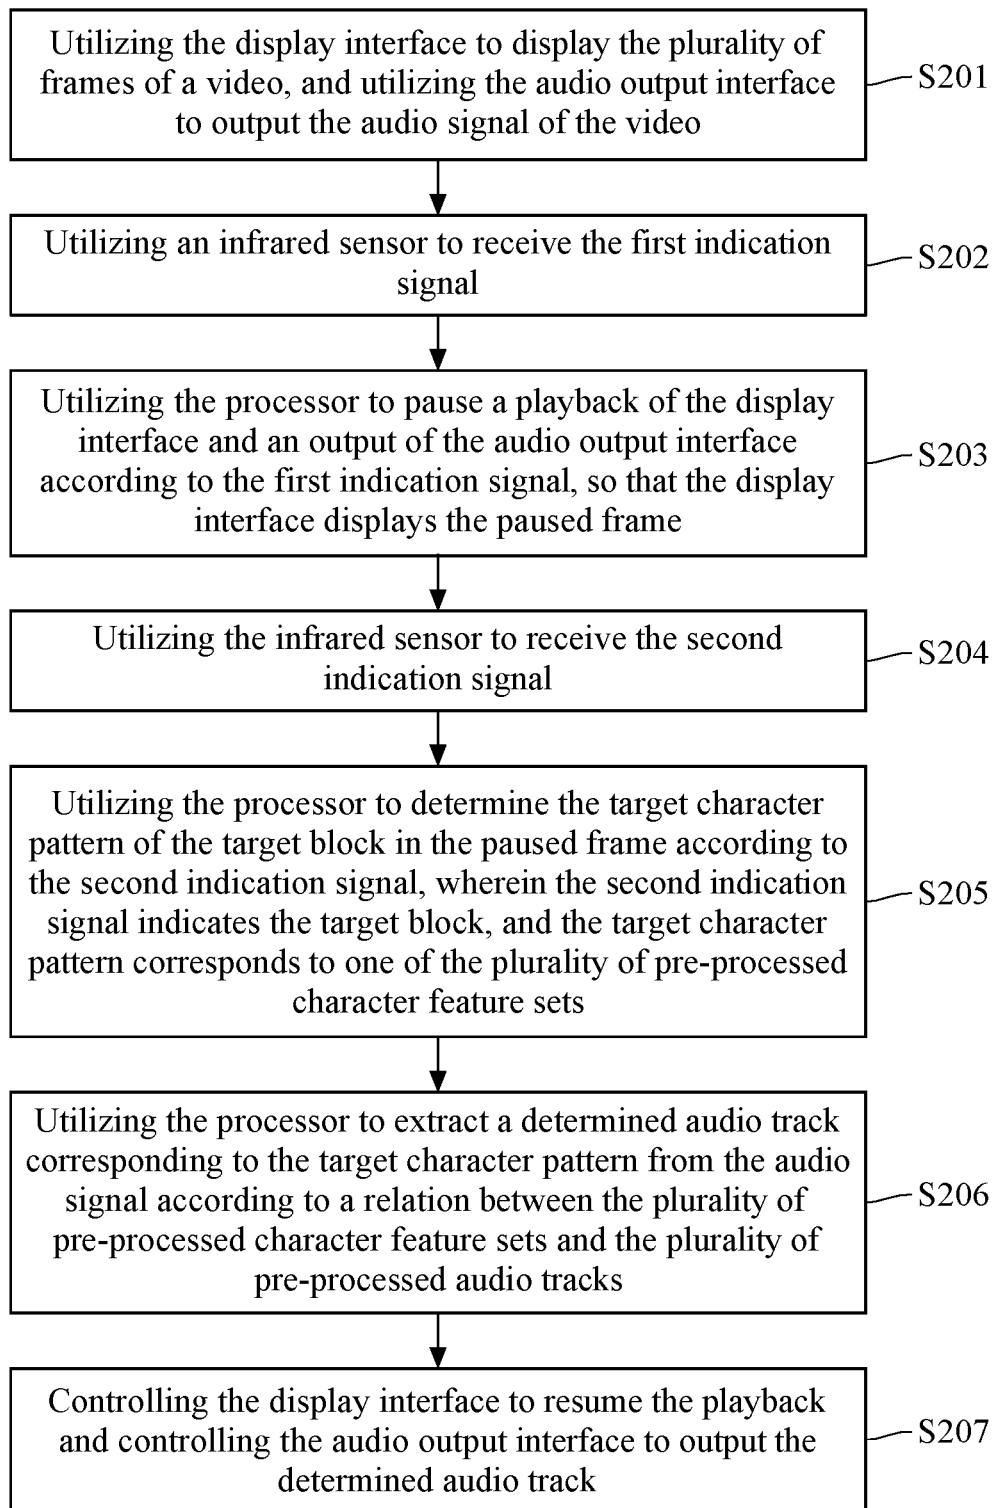 Utilizing the display interface to display the plurality of
frames of a video, and utilizing the audio output interface
to output the audio signal of the video
S201
Utilizing an infrared sensor to receive the first indication
signal
S202
Utilizing the processor to pause a playback of the display
interface and an output of the audio output interface
according to the first indication signal, so that the display
interface displays the paused frame
S203
Utilizing the infrared sensor to receive the second
indication signal
S204
Utilizing the processor to determine the target character
pattern of the target block in the paused frame according to
the second indication signal, wherein the second indication
signal indicates the target block, and the target character
pattern corresponds to one of the plurality of pre-processed
character feature sets
S205
Utilizing the processor to extract a determined audio track
corresponding to the target character pattern from the audio
signal according to a relation between the plurality of
pre-processed character feature sets and the plurality of
pre-processed audio tracks
S206
Controlling the display interface to resume the playback
and controlling the audio output interface to output the
determined audio track
S207